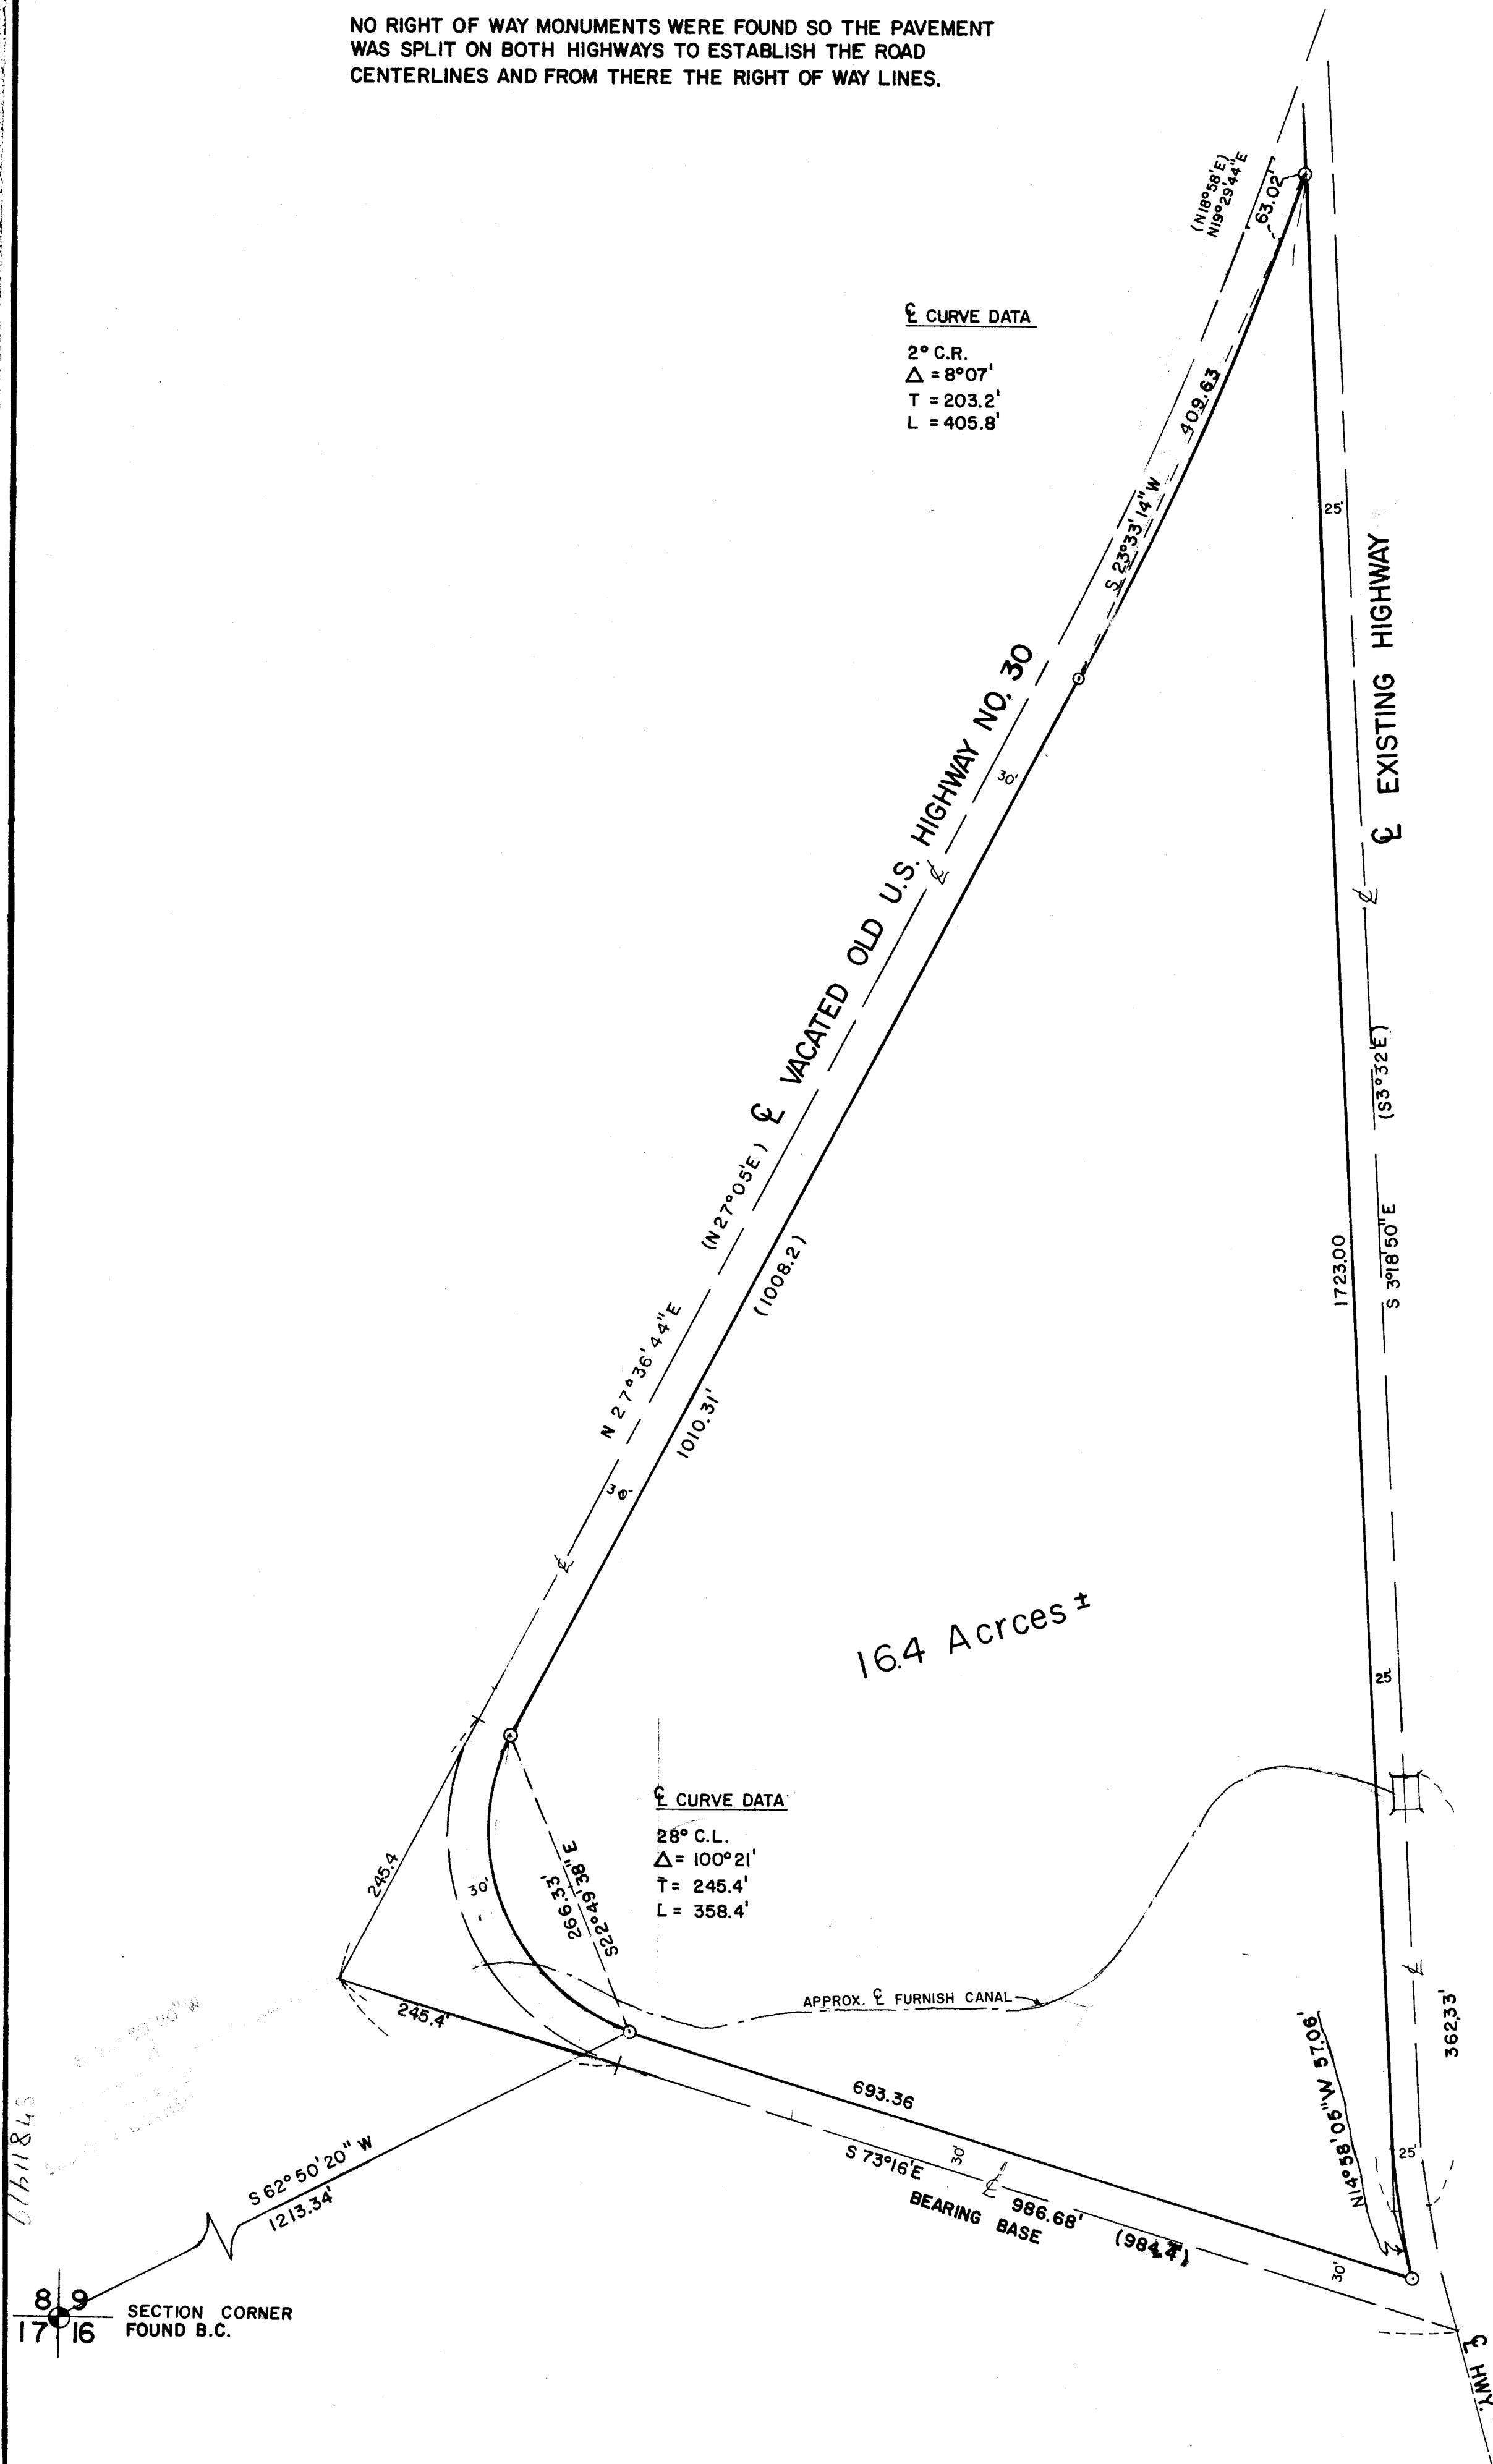 NO RIGHT OF WAY MONUMENTS WERE FOUND SO THE PAVEMENT
WAS SPLIT ON BOTH HIGHWAYS TO ESTABLISH THE ROAD
CENTERLINES AND FROM THERE THE RIGHT OF WAY LINES.
(N18°58'E)
N19°29'44"E
63.02'
℄ CURVE DATA
2° C.R.
Δ = 8°07'
T = 203.2'
L = 405.8'
409.63
S 23°33'14" W
25'
℄ EXISTING HIGHWAY
℄ VACATED OLD U.S. HIGHWAY NO. 30
30'
℄
℄
(S3°32'E)
S 3°18'50"E
1723.00
(N27°05'E)
N 27°36'44"E
(1008.2)
1010.31'
30'
℄
16.4 Acrces ±
25
℄ CURVE DATA
28° C.L.
Δ = 100°21'
T = 245.4'
L = 358.4'
245.4
30'
266.33'
S22°49'38" E
APPROX. ℄ FURNISH CANAL
245.4'
℄
362.33'
N14°58'05"W 57.06'
25'
693.36
30'
S 73°16'E
℄
986.68'
BEARING BASE
30'
S 62°50'20" W
1213.34'
8 9
17 16
SECTION CORNER
FOUND B.C.
℄ HWY.